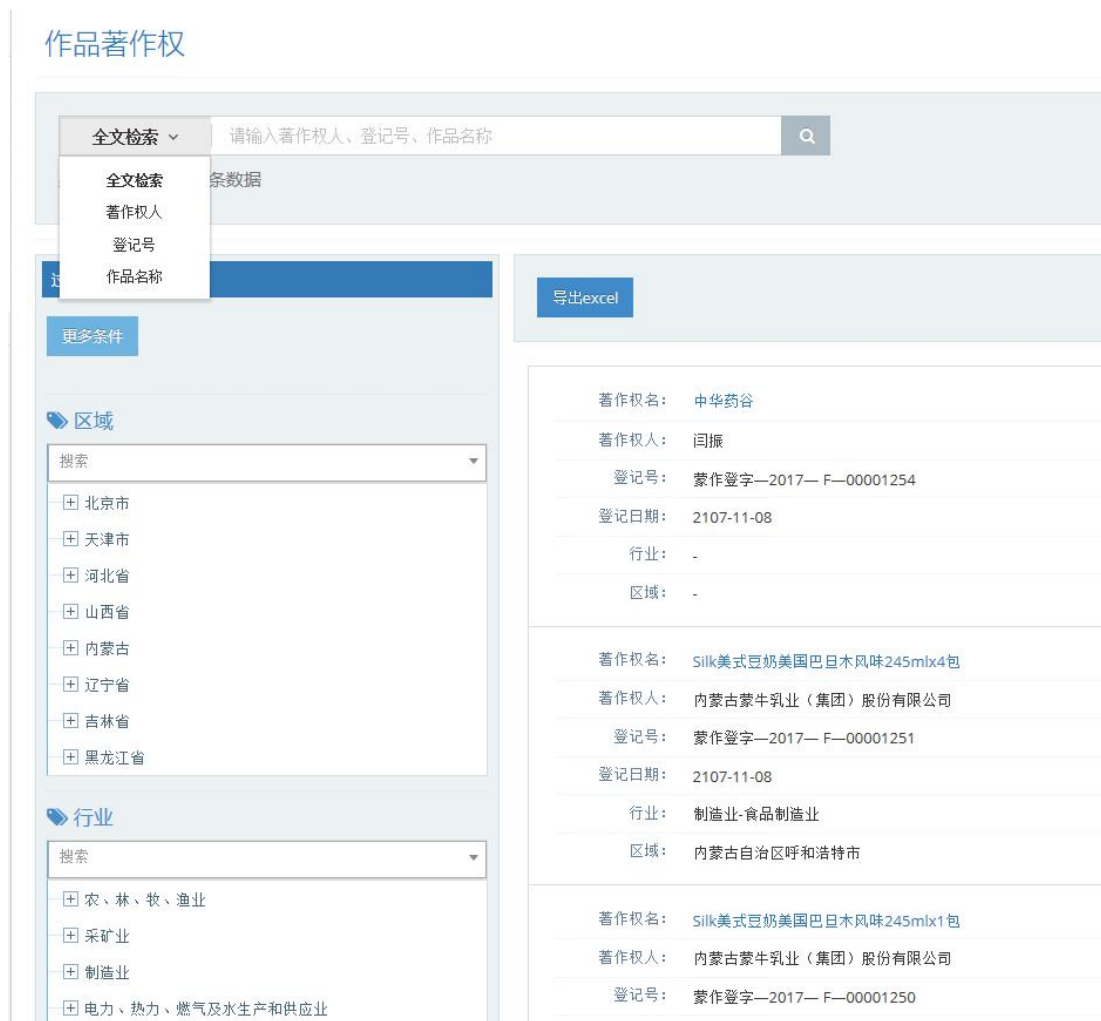 作品著作权
全文检索 请输入著作权人、登记号、作品名称
全文检索 条数据
著作权人
登记号
作品名称
更多条件
区域
搜索
北京市
天津市
河北省
山西省
内蒙古
辽宁省
吉林省
黑龙江省
行业
搜索
农、林、牧、渔业
采矿业
制造业
电力、热力、燃气及水生产和供应业
导出excel
著作权名： 中华药谷
著作权人： 闫振
登记号： 蒙作登字—2017— F—00001254
登记日期： 2107-11-08
行业： -
区域： -
著作权名： Silk美式豆奶美国巴旦木风味245mlx4包
著作权人： 内蒙古蒙牛乳业（集团）股份有限公司
登记号： 蒙作登字—2017— F—00001251
登记日期： 2107-11-08
行业： 制造业-食品制造业
区域： 内蒙古自治区呼和浩特市
著作权名： Silk美式豆奶美国巴旦木风味245mlx1包
著作权人： 内蒙古蒙牛乳业（集团）股份有限公司
登记号： 蒙作登字—2017— F—00001250